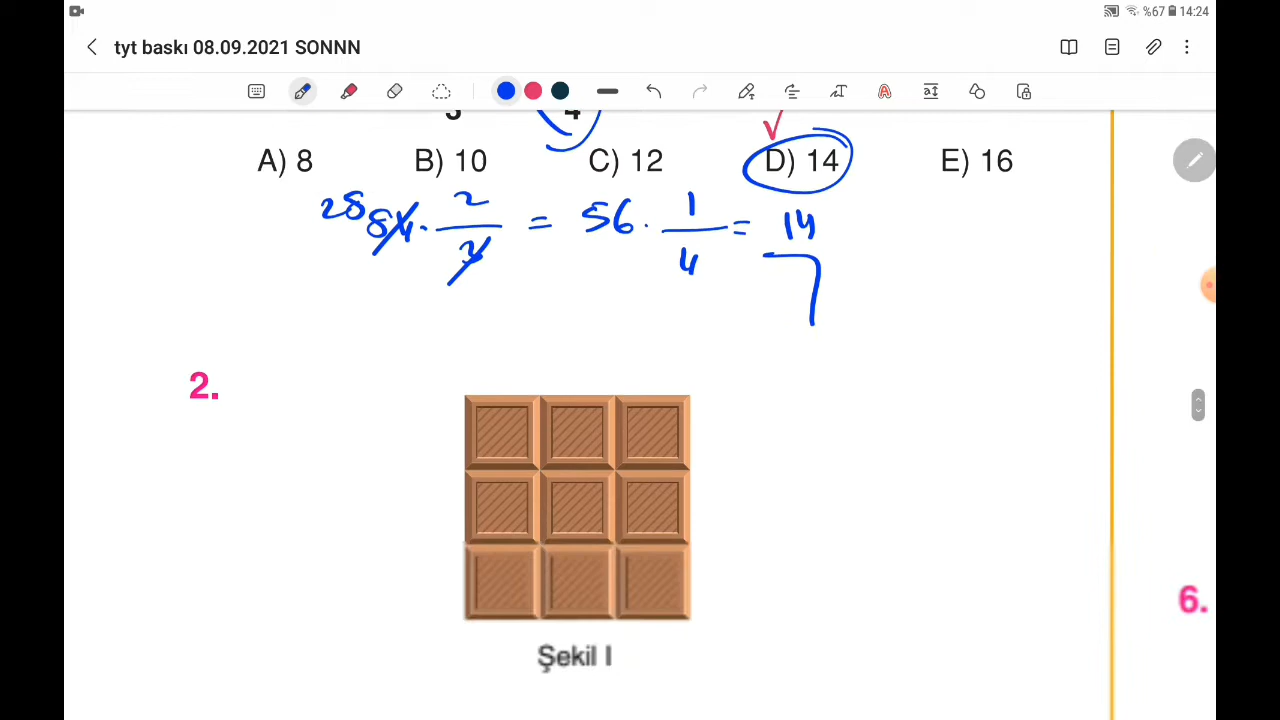 %67 14:24
tyt baskı 08.09.2021 SONNN
A) 8 B) 10 C) 12 D) 14 E) 16
28 84 · 2/3 = 56 · 1/4 = 14
2.
6.
Şekil I